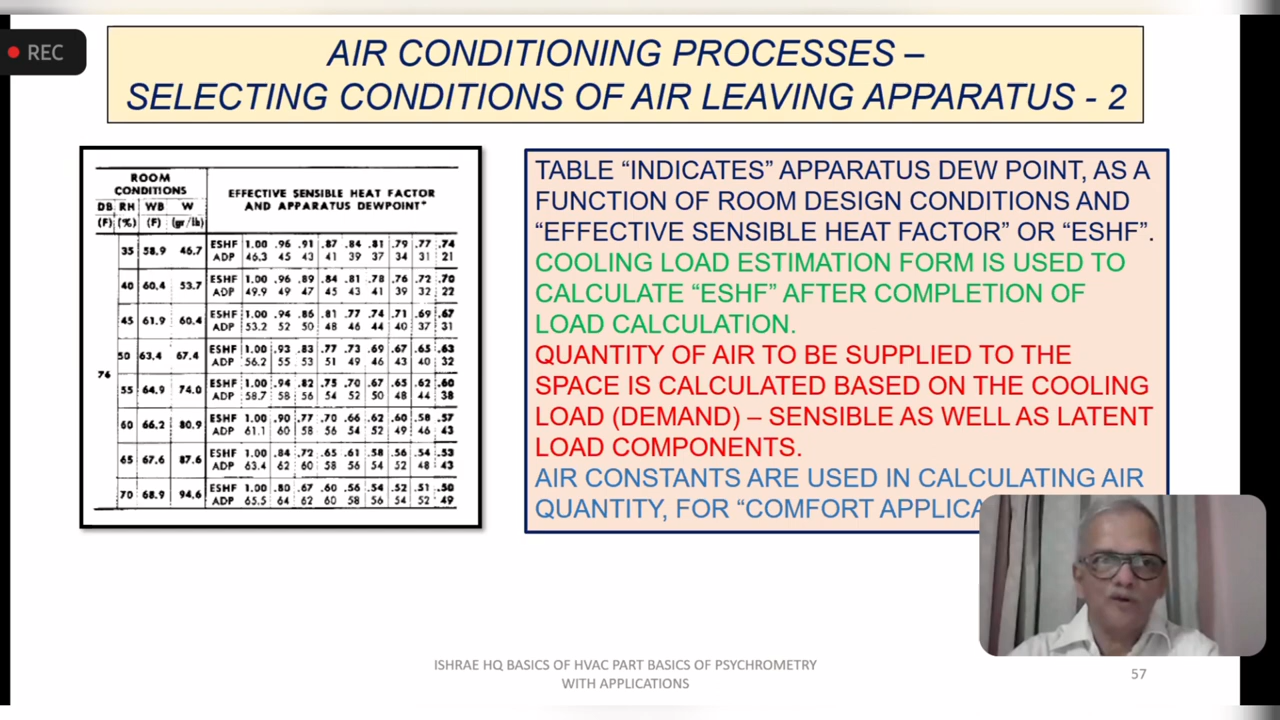 REC
AIR CONDITIONING PROCESSES –
SELECTING CONDITIONS OF AIR LEAVING APPARATUS - 2
ROOM
CONDITIONS
EFFECTIVE SENSIBLE HEAT FACTOR
AND APPARATUS DEWPOINT*
DB RH WB W
(F) (%) (F) (gr/lb)
76
35 58.9 46.7 ESHF 1.00 .96 .91 .87 .84 .81 .79 .77 .74
ADP 46.3 45 43 41 39 37 34 31 21
40 60.4 53.7 ESHF 1.00 .96 .89 .84 .81 .78 .76 .72 .70
ADP 49.9 49 47 45 43 41 39 32 22
45 61.9 60.4 ESHF 1.00 .94 .86 .81 .77 .74 .71 .69 .67
ADP 53.2 52 50 48 46 44 40 37 31
50 63.4 67.4 ESHF 1.00 .93 .83 .77 .73 .69 .67 .65 .63
ADP 56.2 55 53 51 49 46 43 40 32
55 64.9 74.0 ESHF 1.00 .94 .82 .75 .70 .67 .65 .62 .60
ADP 58.7 58 56 54 52 50 48 44 38
60 66.2 80.9 ESHF 1.00 .90 .77 .70 .66 .62 .60 .58 .57
ADP 61.1 60 58 56 54 52 49 46 43
65 67.6 87.6 ESHF 1.00 .84 .72 .65 .61 .58 .56 .54 .53
ADP 63.4 62 60 58 56 54 52 48 43
70 68.9 94.6 ESHF 1.00 .80 .67 .60 .56 .54 .52 .51 .50
ADP 65.5 64 62 60 58 56 54 52 49
TABLE “INDICATES” APPARATUS DEW POINT, AS A
FUNCTION OF ROOM DESIGN CONDITIONS AND
“EFFECTIVE SENSIBLE HEAT FACTOR” OR “ESHF”.
COOLING LOAD ESTIMATION FORM IS USED TO
CALCULATE “ESHF” AFTER COMPLETION OF
LOAD CALCULATION.
QUANTITY OF AIR TO BE SUPPLIED TO THE
SPACE IS CALCULATED BASED ON THE COOLING
LOAD (DEMAND) – SENSIBLE AS WELL AS LATENT
LOAD COMPONENTS.
AIR CONSTANTS ARE USED IN CALCULATING AIR
QUANTITY, FOR “COMFORT APPLICA
ISHRAE HQ BASICS OF HVAC PART BASICS OF PSYCHROMETRY
WITH APPLICATIONS
57